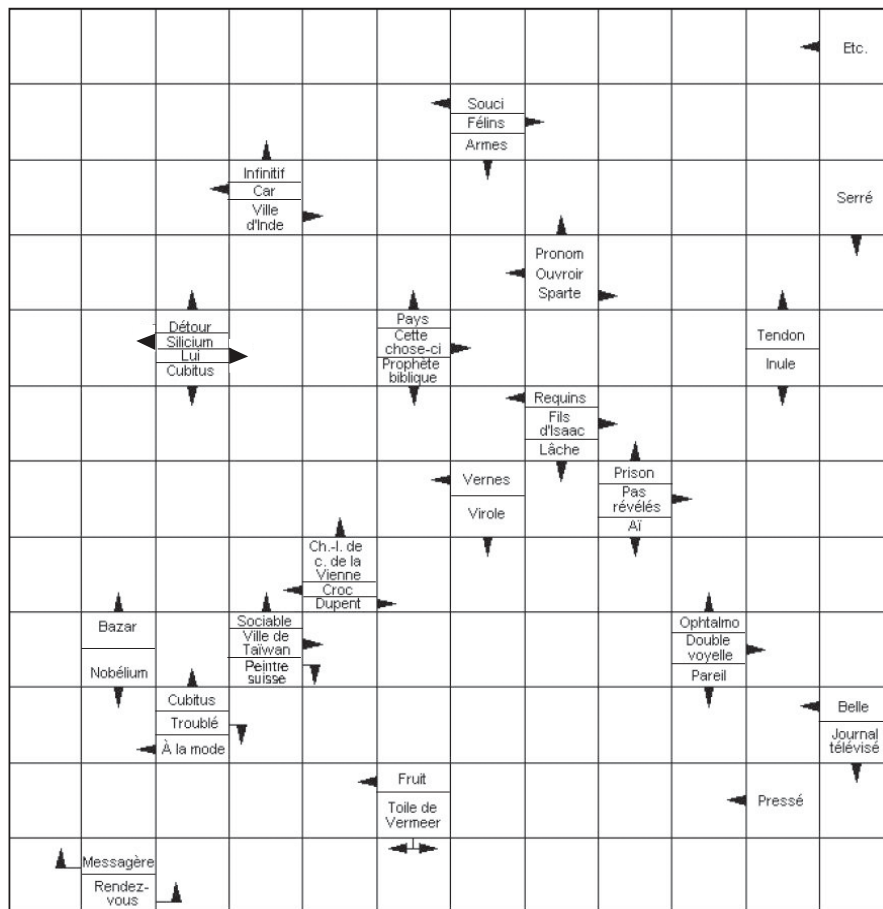 Etc.
Souci
Félins
Armes
Infinitif
Car
Ville
d'Inde
Serré
Pronom
Ouvroir
Sparte
Détour
Silicium
Lui
Cubitus
Pays
Cette
chose-ci
Prophète
biblique
Tendon
Inule
Requins
Fils
d'Isaac
Lâche
Vernes
Virole
Prison
Pas
révélés
Aï
Ch.-l. de
c. de la
Vienne
Croc
Dupent
Bazar
Nobélium
Sociable
Ville de
Taïwan
Peintre
suisse
Ophtalmo
Double
voyelle
Pareil
Cubitus
Troublé
À la mode
Belle
Journal
télévisé
Fruit
Toile de
Vermeer
Pressé
Messagère
Rendez-
vous